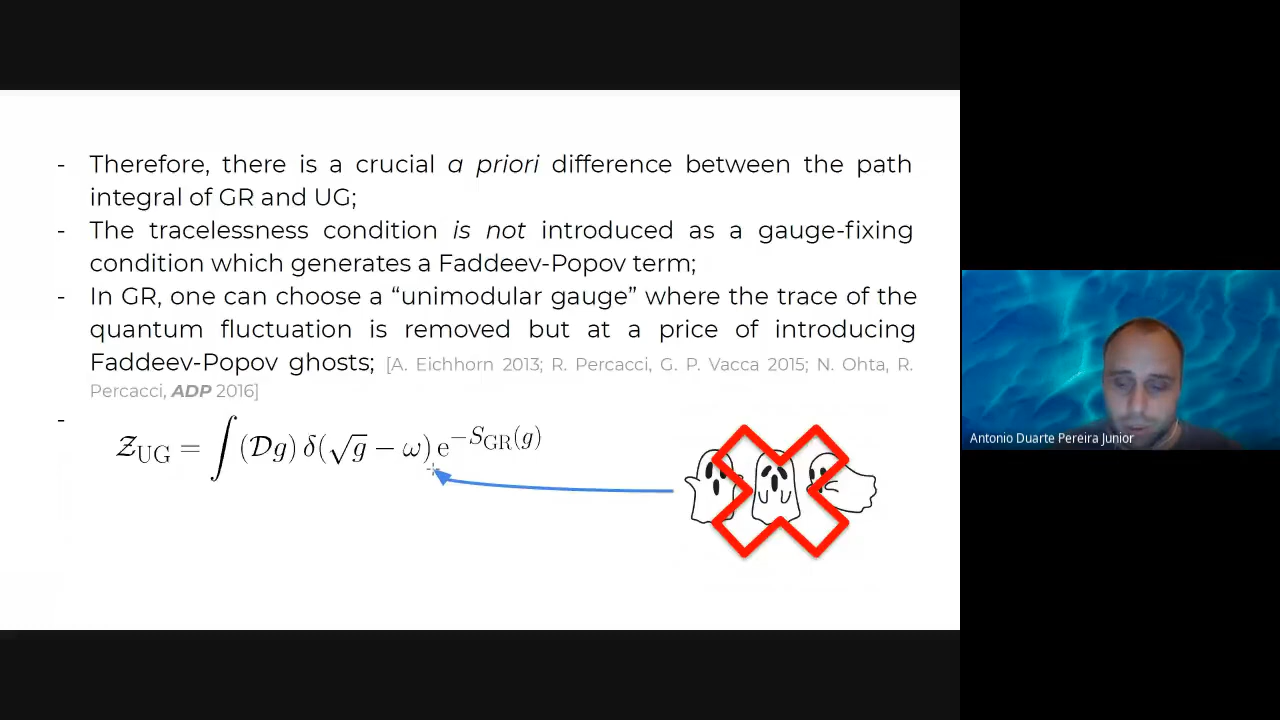 - Therefore, there is a crucial a priori difference between the path
integral of GR and UG;
- The tracelessness condition is not introduced as a gauge-fixing
condition which generates a Faddeev-Popov term;
- In GR, one can choose a “unimodular gauge” where the trace of the
quantum fluctuation is removed but at a price of introducing
Faddeev-Popov ghosts; [A. Eichhorn 2013; R. Percacci, G. P. Vacca 2015; N. Ohta, R.
Percacci, ADP 2016]
-
𝒵_UG = ∫(𝒟g) δ(√g − ω) e^{−S_GR(g)}
Antonio Duarte Pereira Junior